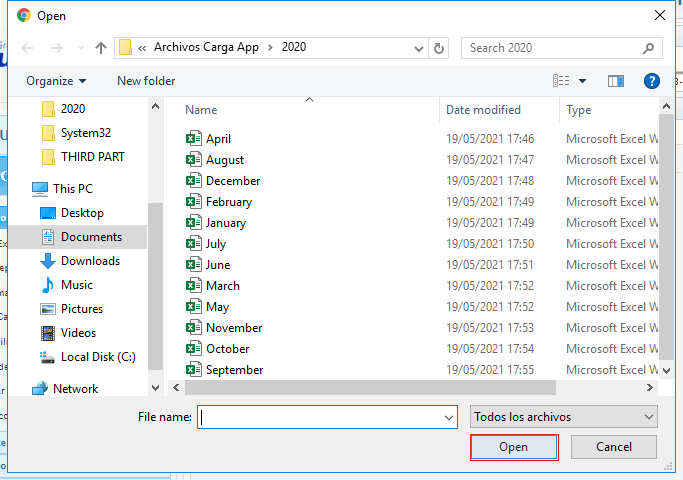 Open
« Archivos Carga App > 2020
Search 2020
Organize
New folder
Name
Date modified
Type
2020
System32
THIRD PART
This PC
Desktop
Documents
Downloads
Music
Pictures
Videos
Local Disk (C:)
Network
April 19/05/2021 17:46 Microsoft Excel W
August 19/05/2021 17:47 Microsoft Excel W
December 19/05/2021 17:48 Microsoft Excel W
February 19/05/2021 17:49 Microsoft Excel W
January 19/05/2021 17:49 Microsoft Excel W
July 19/05/2021 17:50 Microsoft Excel W
June 19/05/2021 17:51 Microsoft Excel W
March 19/05/2021 17:52 Microsoft Excel W
May 19/05/2021 17:52 Microsoft Excel W
November 19/05/2021 17:53 Microsoft Excel W
October 19/05/2021 17:54 Microsoft Excel W
September 19/05/2021 17:55 Microsoft Excel W
File name:
Todos los archivos
Open
Cancel